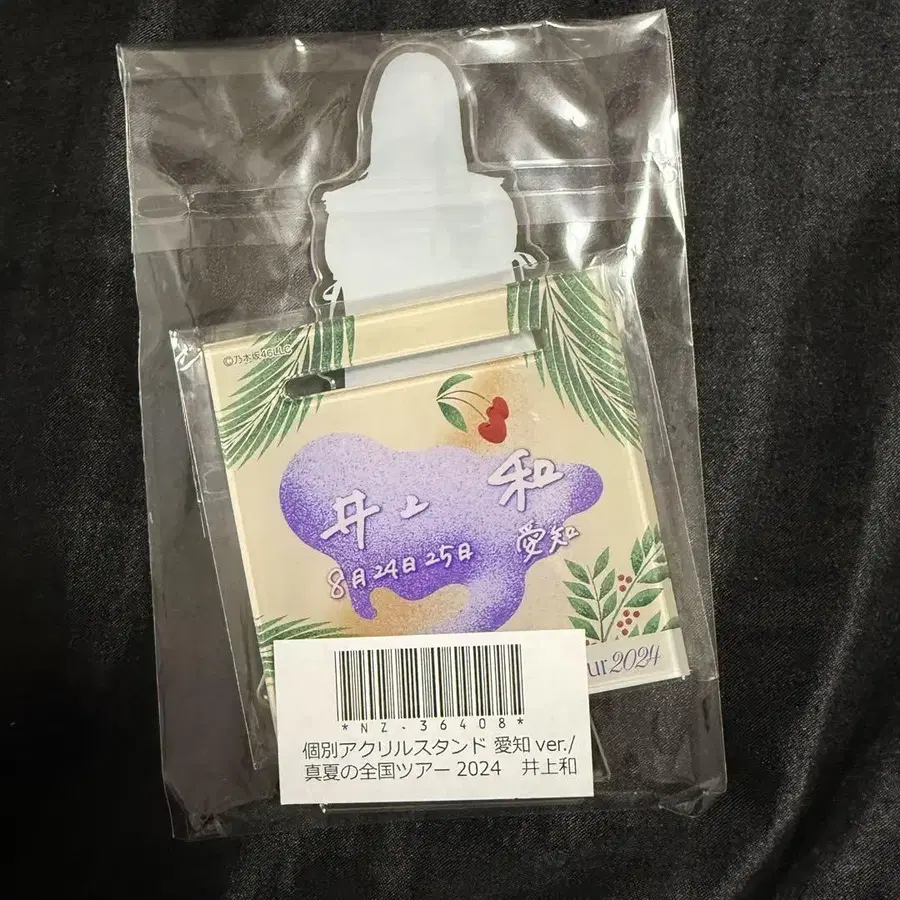 ©乃木坂46LLC
井上 和
8月24日25日 愛知
ur 2024
*NZ-36408*
個別アクリルスタンド 愛知 ver./
真夏の全国ツアー 2024 井上和